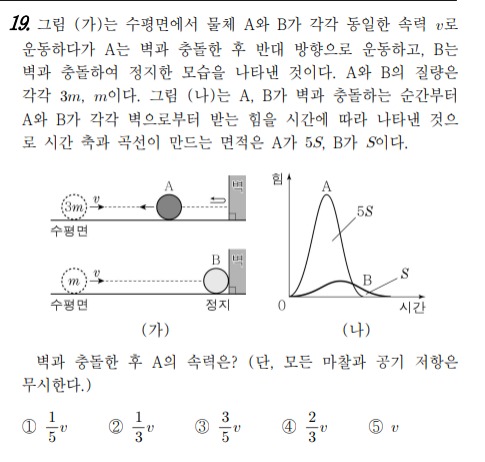 19. 그림 (가)는 수평면에서 물체 A와 B가 각각 동일한 속력 v로
운동하다가 A는 벽과 충돌한 후 반대 방향으로 운동하고, B는
벽과 충돌하여 정지한 모습을 나타낸 것이다. A와 B의 질량은
각각 3m, m이다. 그림 (나)는 A, B가 벽과 충돌하는 순간부터
A와 B가 각각 벽으로부터 받는 힘을 시간에 따라 나타낸 것으
로 시간 축과 곡선이 만드는 면적은 A가 5S, B가 S이다.
A
벽
3m
v
수평면
B
벽
m
v
수평면
정지
(가)
힘
A
5S
B
S
0
시간
(나)
벽과 충돌한 후 A의 속력은? (단, 모든 마찰과 공기 저항은
무시한다.)
① 1/5 v ② 1/3 v ③ 3/5 v ④ 2/3 v ⑤ v